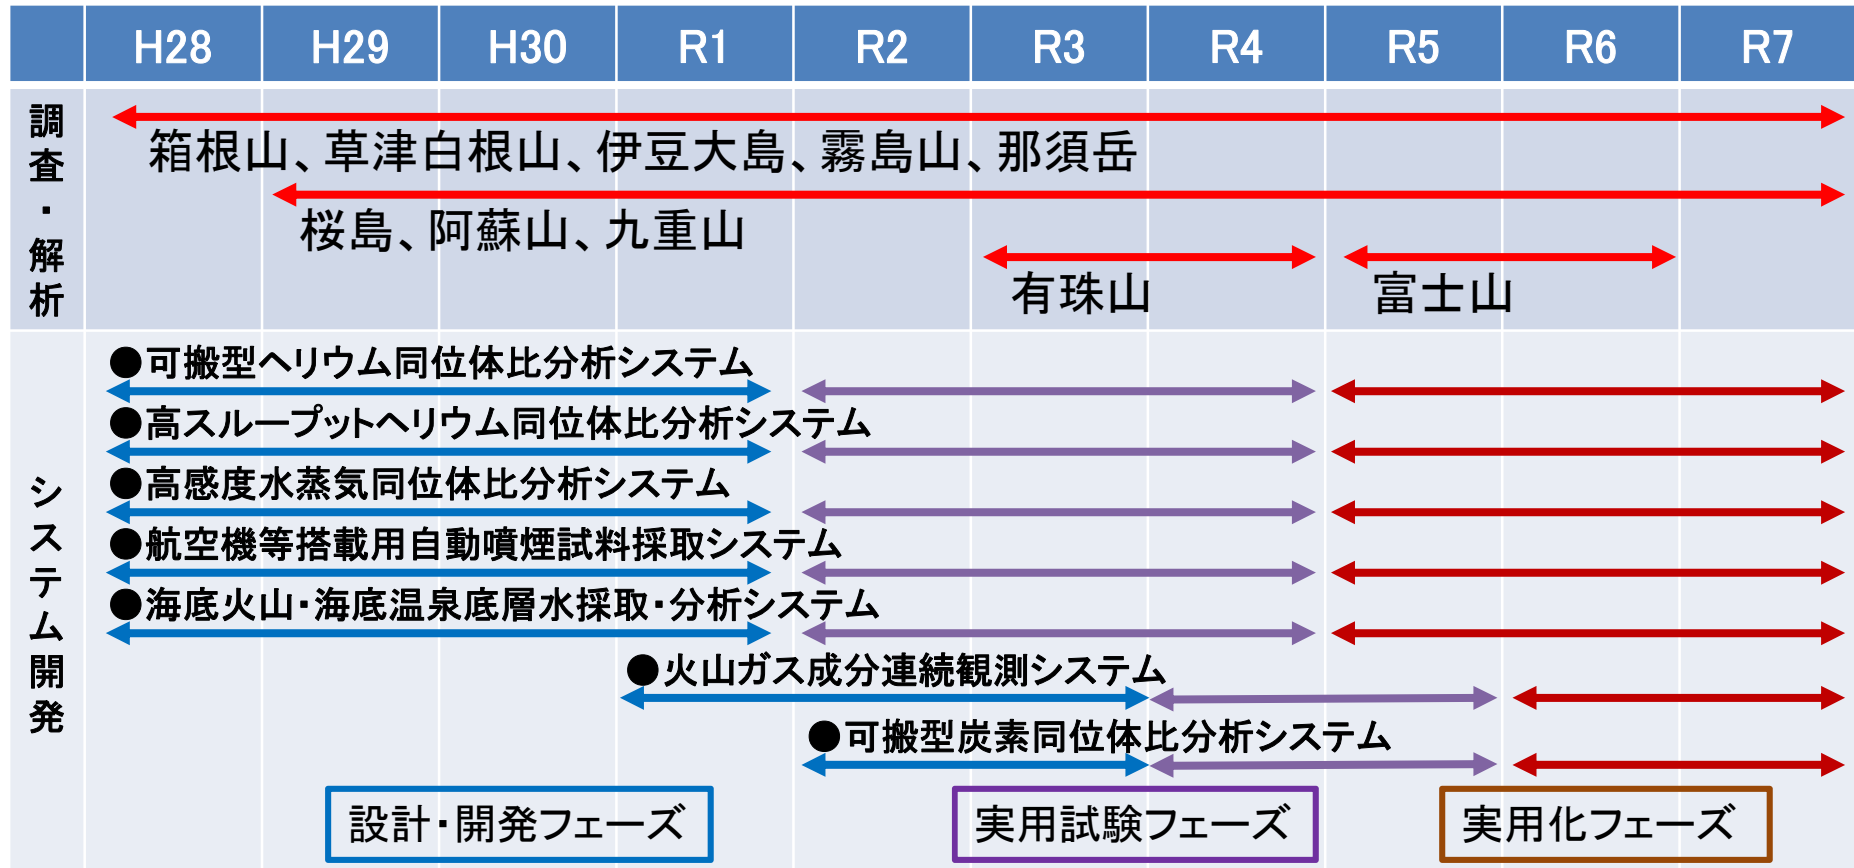 H28 H29 H30 R1 R2 R3 R4 R5 R6 R7
調査・解析
箱根山、草津白根山、伊豆大島、霧島山、那須岳
桜島、阿蘇山、九重山
有珠山 富士山
システム開発
●可搬型ヘリウム同位体比分析システム
●高スループットヘリウム同位体比分析システム
●高感度水蒸気同位体比分析システム
●航空機等搭載用自動噴煙試料採取システム
●海底火山・海底温泉底層水採取・分析システム
●火山ガス成分連続観測システム
●可搬型炭素同位体比分析システム
設計・開発フェーズ 実用試験フェーズ 実用化フェーズ